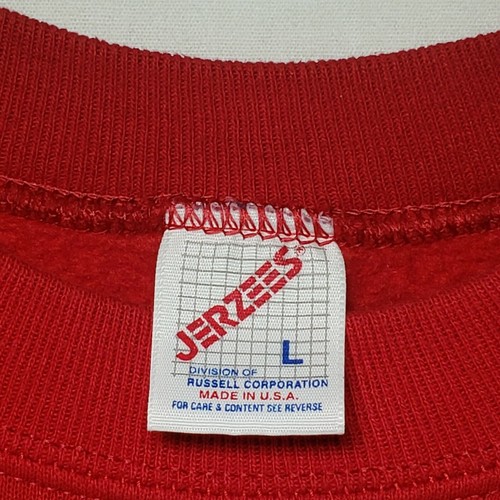 JERZEES®
L
DIVISION OF
RUSSELL CORPORATION
MADE IN U.S.A.
FOR CARE & CONTENT SEE REVERSE